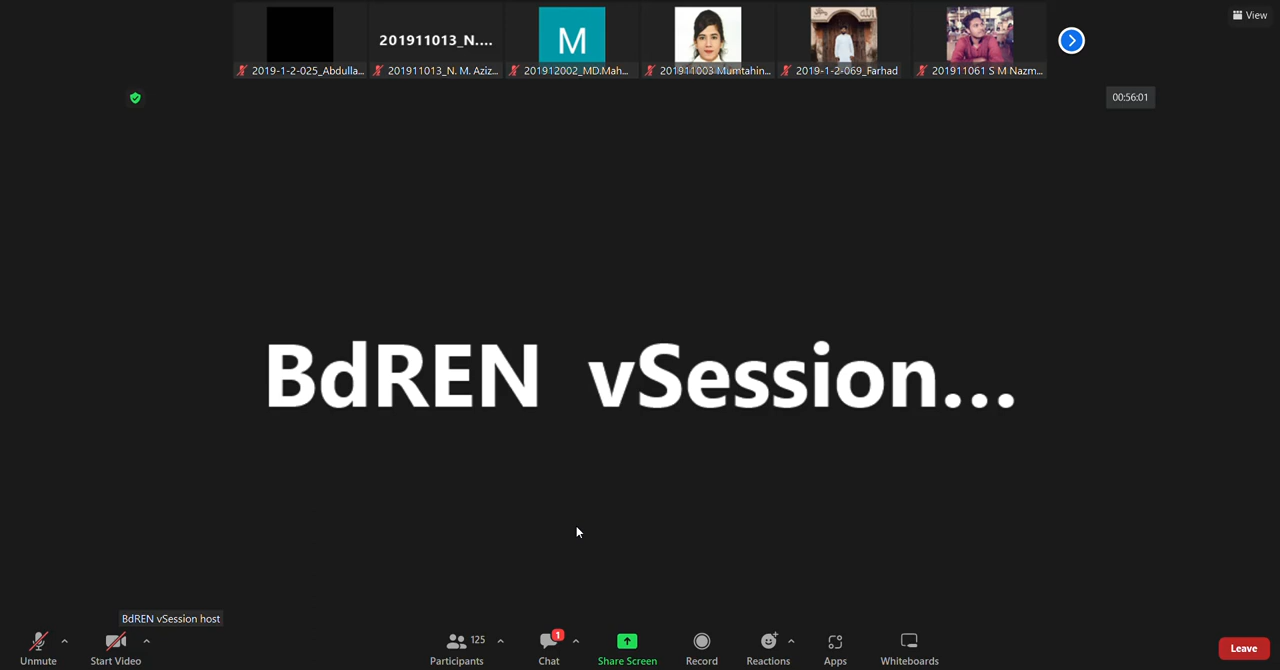 View
201911013_N....
M
2019-1-2-025_Abdulla...
201911013_N. M. Aziz...
201912002_MD.Mah...
201911003 Mumtahin...
2019-1-2-069_Farhad
201911061 S M Nazm...
00:56:01
BdREN vSession...
BdREN vSession host
Unmute
Start Video
125
Participants
1
Chat
Share Screen
Record
Reactions
Apps
Whiteboards
Leave